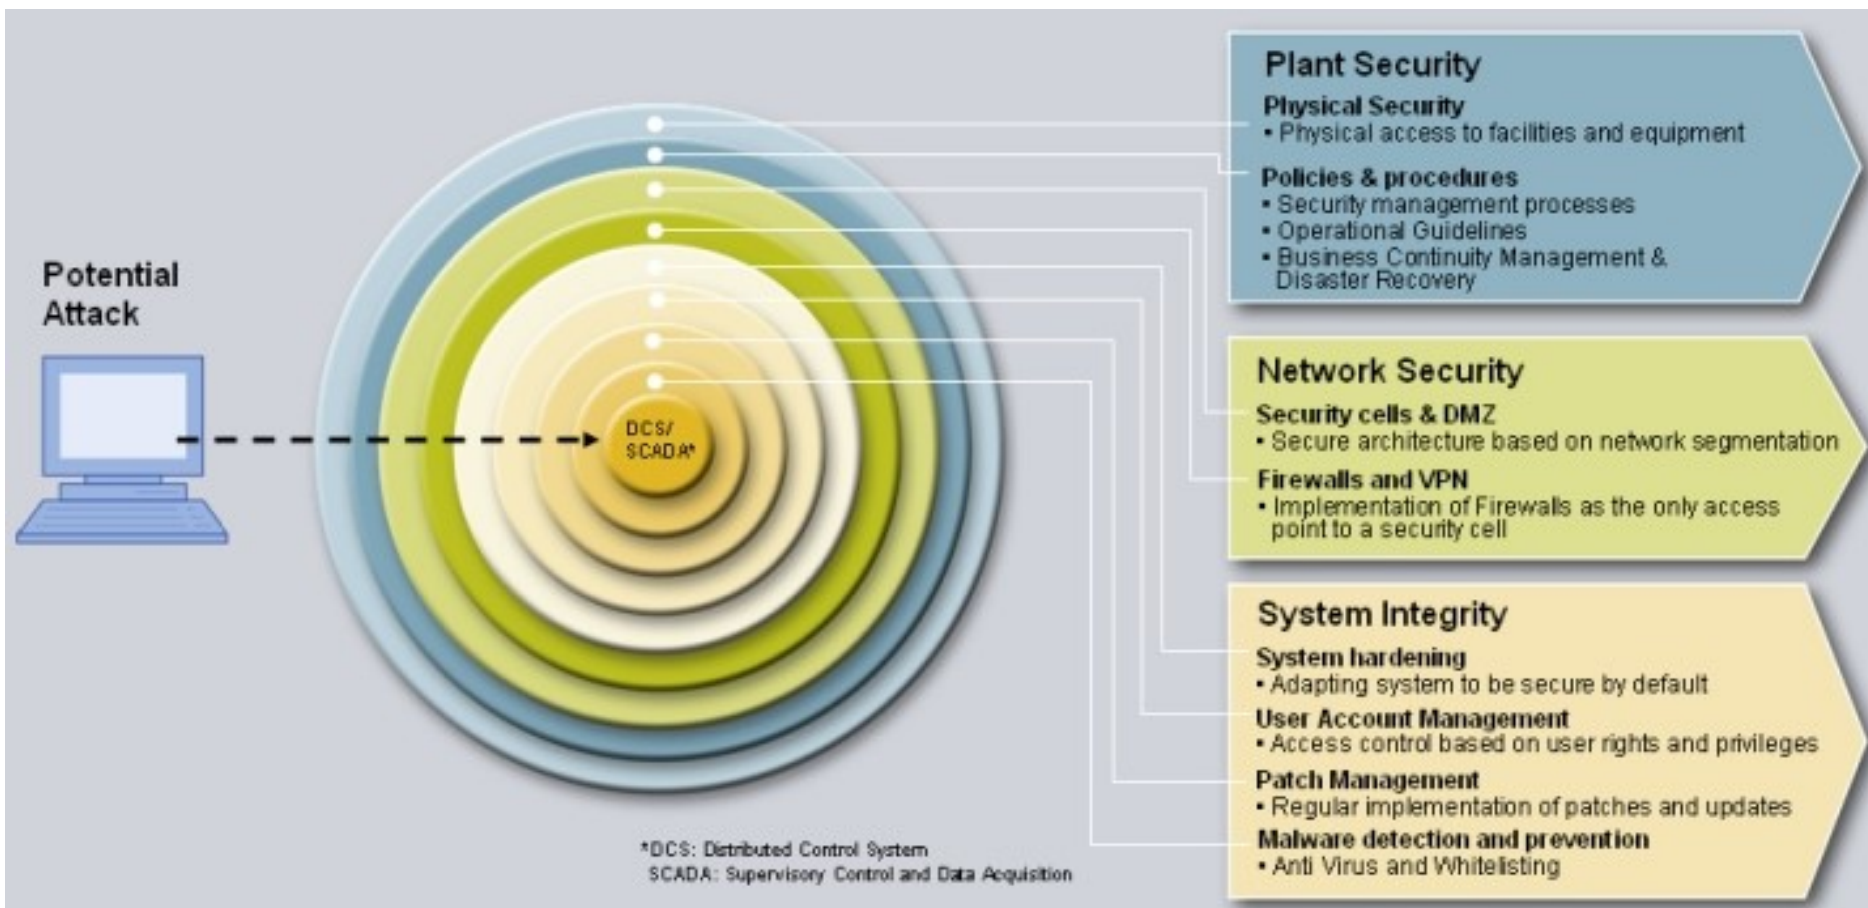 Potential
Attack
DCS/
SCADA*
*DCS: Distributed Control System
SCADA: Supervisory Control and Data Acquisition
Plant Security
Physical Security
▪ Physical access to facilities and equipment
Policies & procedures
▪ Security management processes
▪ Operational Guidelines
▪ Business Continuity Management &
Disaster Recovery
Network Security
Security cells & DMZ
▪ Secure architecture based on network segmentation
Firewalls and VPN
▪ Implementation of Firewalls as the only access
point to a security cell
System Integrity
System hardening
▪ Adapting system to be secure by default
User Account Management
▪ Access control based on user rights and privileges
Patch Management
▪ Regular implementation of patches and updates
Malware detection and prevention
▪ Anti Virus and Whitelisting